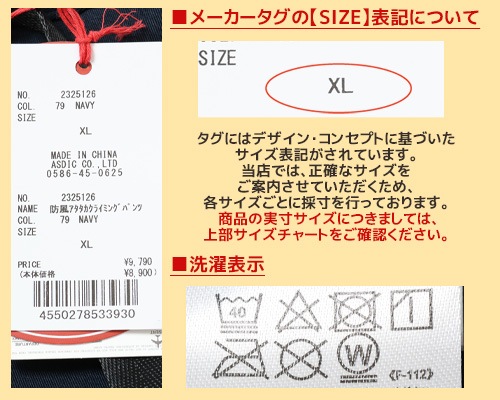 NO. 2325126
COL. 79 NAVY
SIZE
XL
MADE IN CHINA
ASDIC CO.,LTD
0586-45-0625
NO. 2325126
NAME 防風ｱﾀﾀｶｸﾗｲﾐﾝｸﾞﾊﾟﾝﾂ
COL. 79 NAVY
SIZE
XL
PRICE ¥9,790
(本体価格 ¥8,900)
4550278533930
■メーカータグの【SIZE】表記について
SIZE
XL
タグにはデザイン・コンセプトに基づいた
サイズ表記がされています。
当店では、正確なサイズを
ご案内させていただくため、
各サイズごとに採寸を行っております。
商品の実寸サイズにつきましては、
上部サイズチャートをご確認ください。
■洗濯表示
40
W
《F-112》